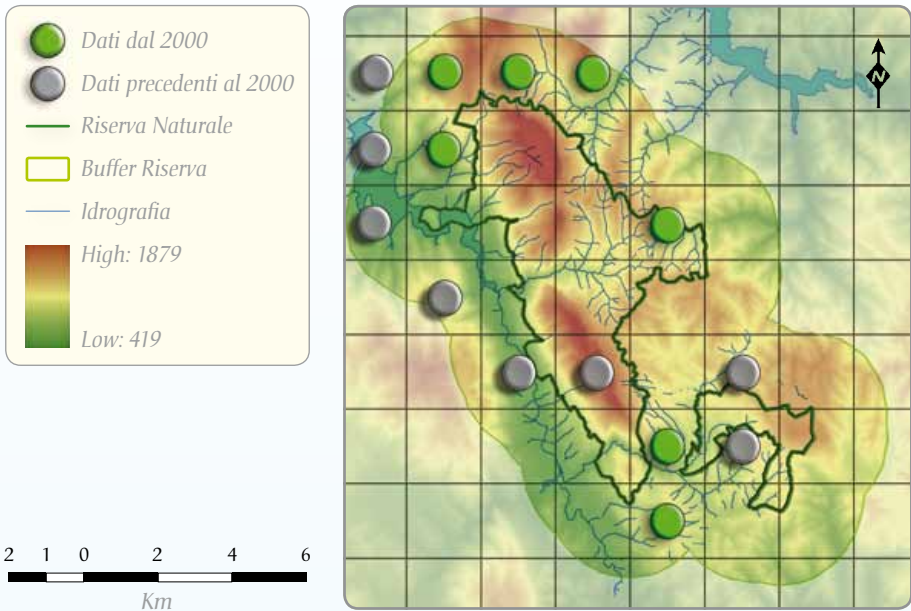 Dati dal 2000
Dati precedenti al 2000
Riserva Naturale
Buffer Riserva
Idrografia
High: 1879
Low: 419
2 1 0 2 4 6
Km
N